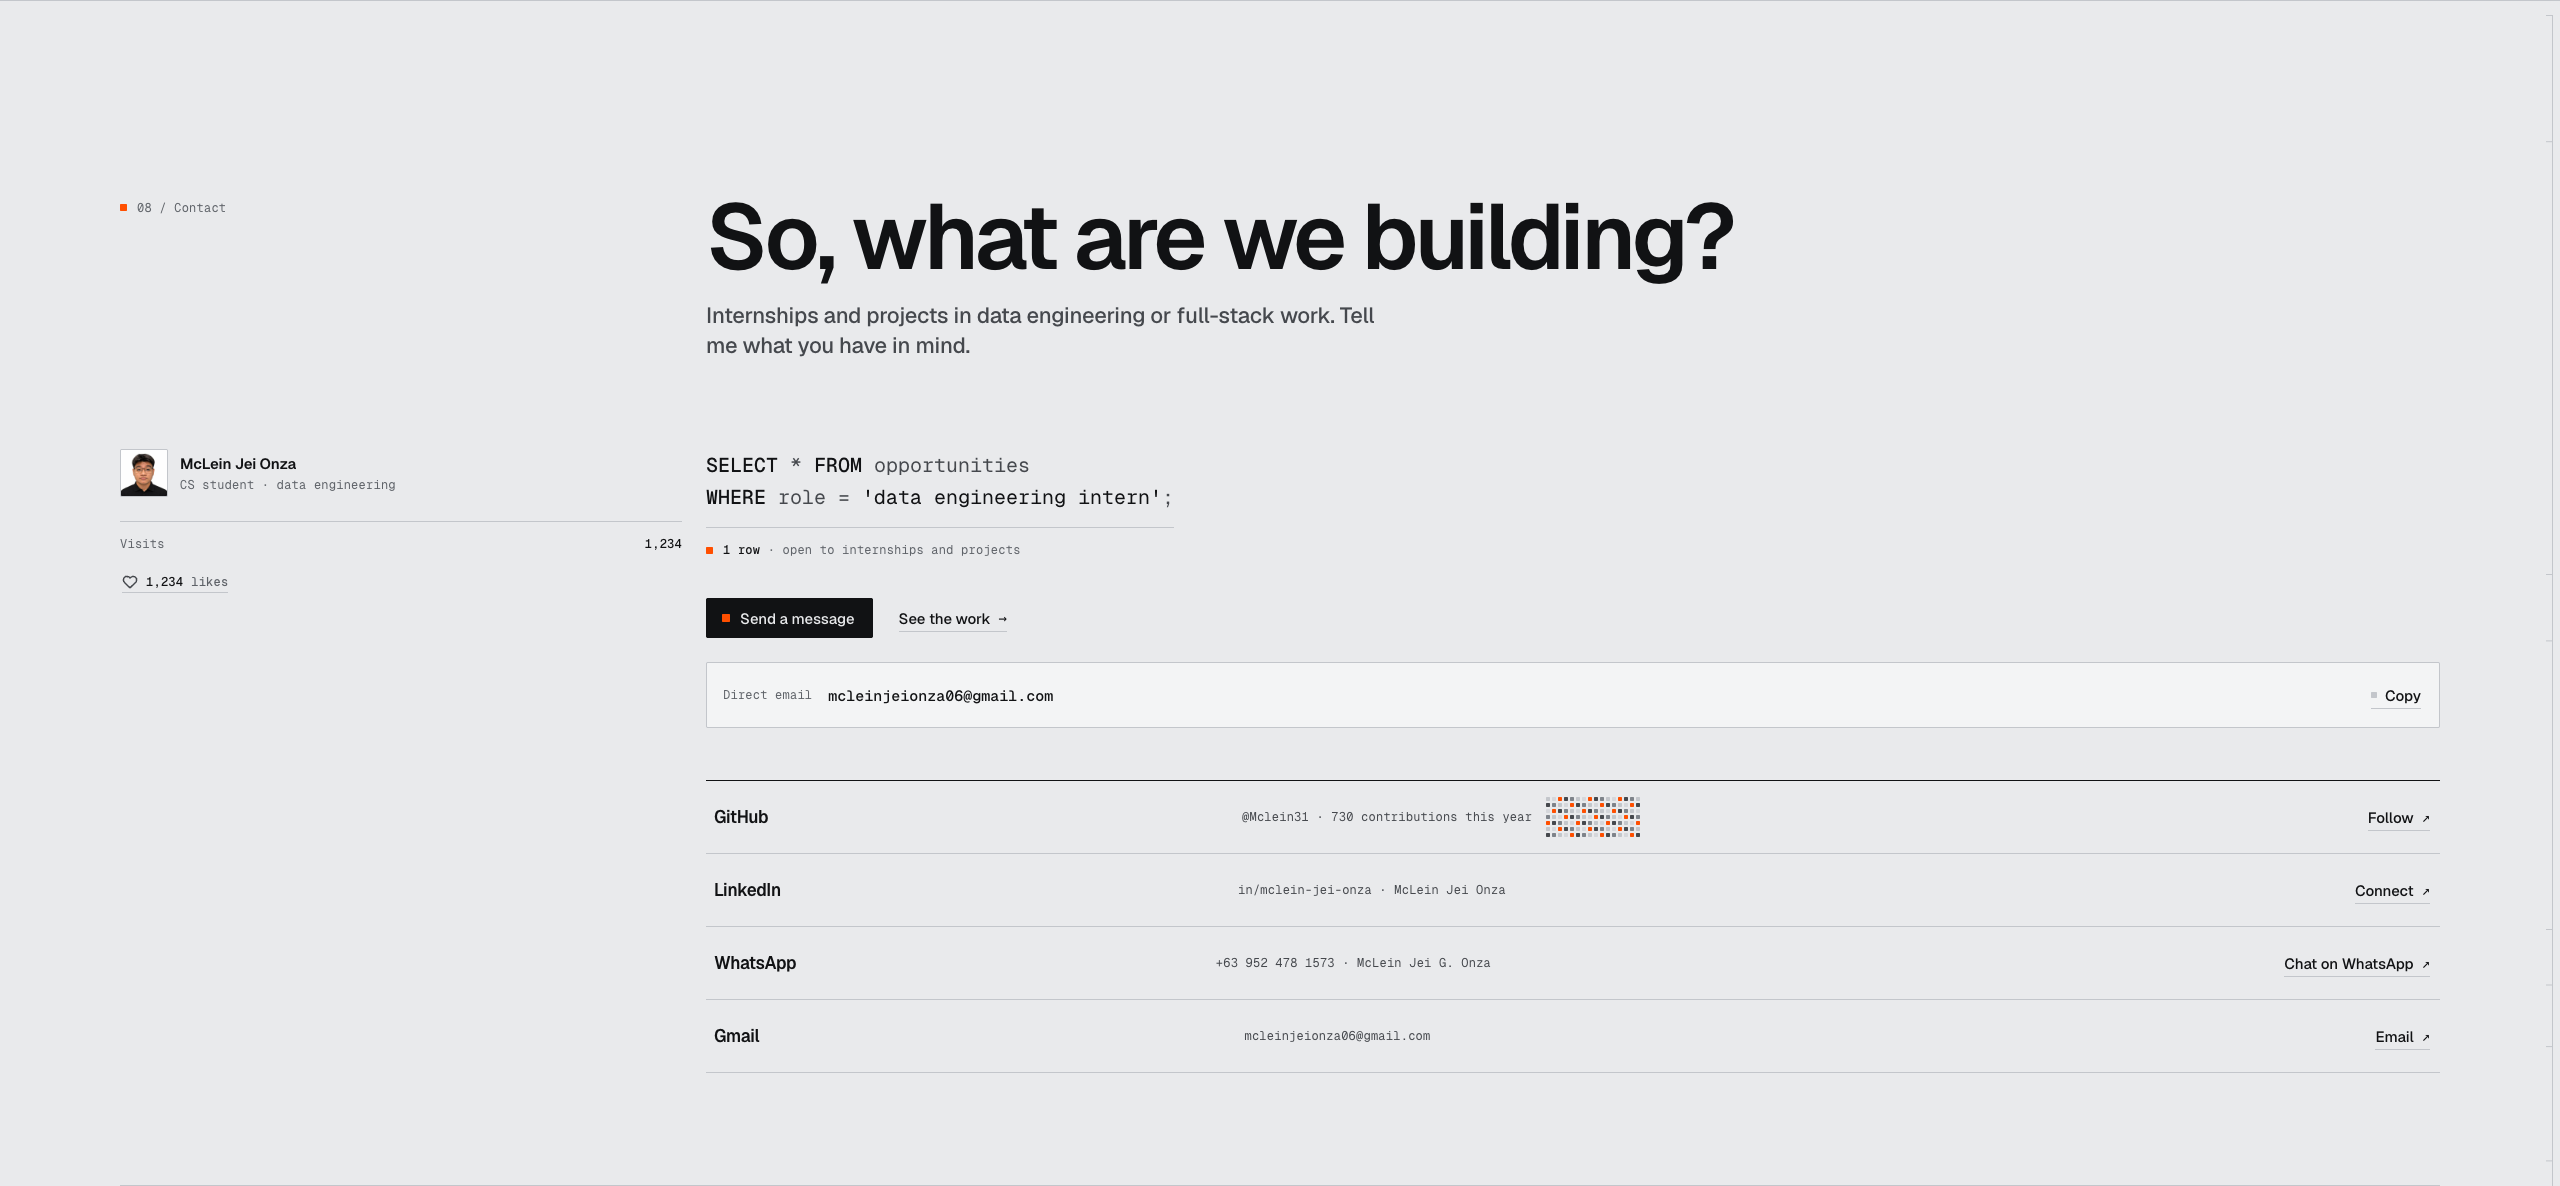 08 / Contact
So, what are we building?
Internships and projects in data engineering or full-stack work. Tell
me what you have in mind.
McLein Jei Onza
CS student · data engineering
Visits 1,234
1,234 likes
SELECT * FROM opportunities
WHERE role = 'data engineering intern';
1 row · open to internships and projects
Send a message See the work →
Direct email mcleinjeionza06@gmail.com Copy
GitHub @Mclein31 · 730 contributions this year Follow ↗
LinkedIn in/mclein-jei-onza · McLein Jei Onza Connect ↗
WhatsApp +63 952 478 1573 · McLein Jei G. Onza Chat on WhatsApp ↗
Gmail mcleinjeionza06@gmail.com Email ↗